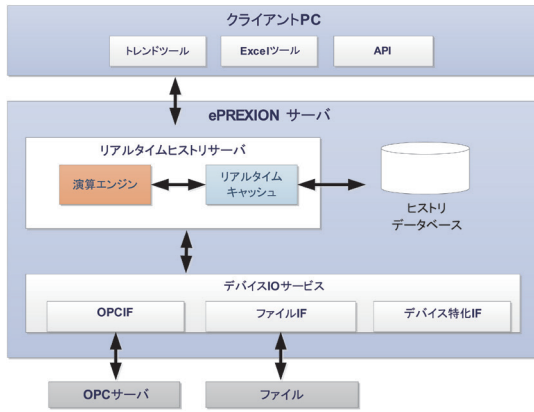 クライアントPC
トレンドツール
Excelツール
API
ePREXION サーバ
リアルタイムヒストリサーバ
演算エンジン
リアルタイム
キャッシュ
ヒストリ
データベース
デバイスIOサービス
OPCIF
ファイルIF
デバイス特化IF
OPCサーバ
ファイル